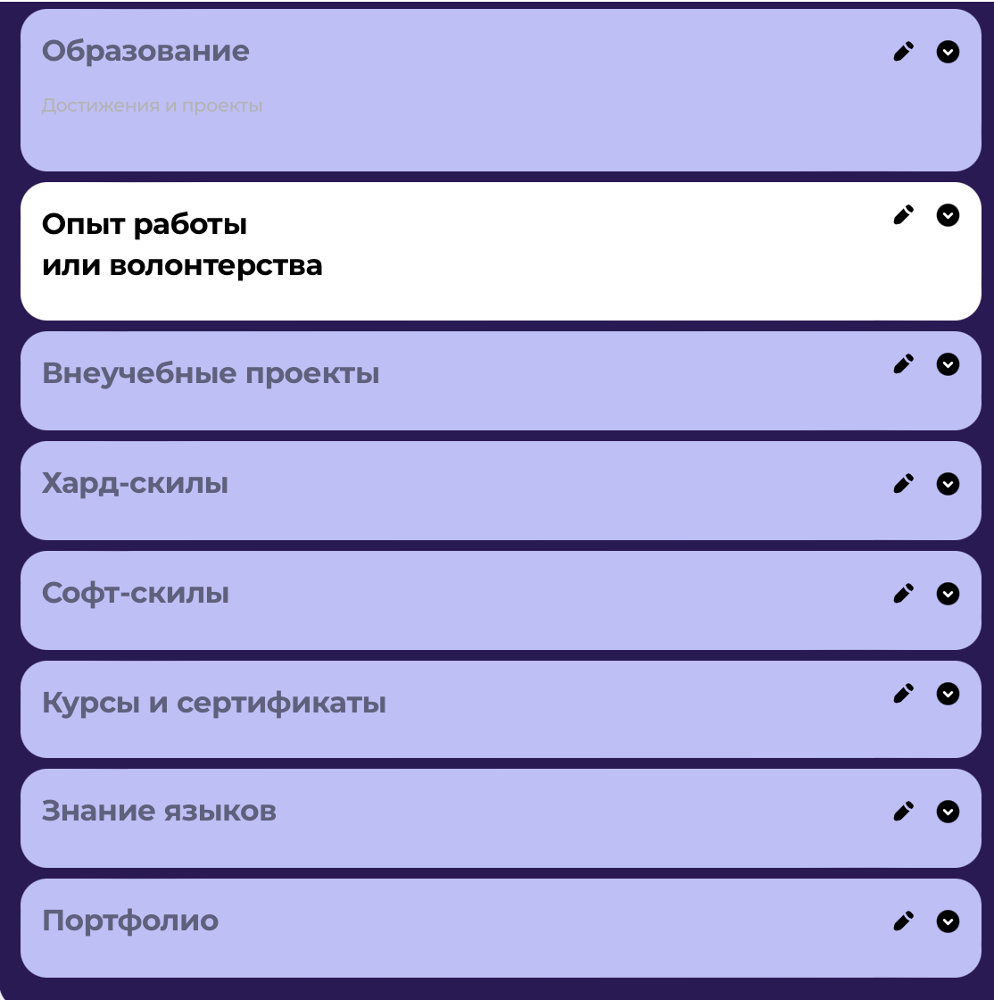 Образование
Достижения и проекты
Опыт работы
или волонтерства
Внеучебные проекты
Хард-скилы
Софт-скилы
Курсы и сертификаты
Знание языков
Портфолио